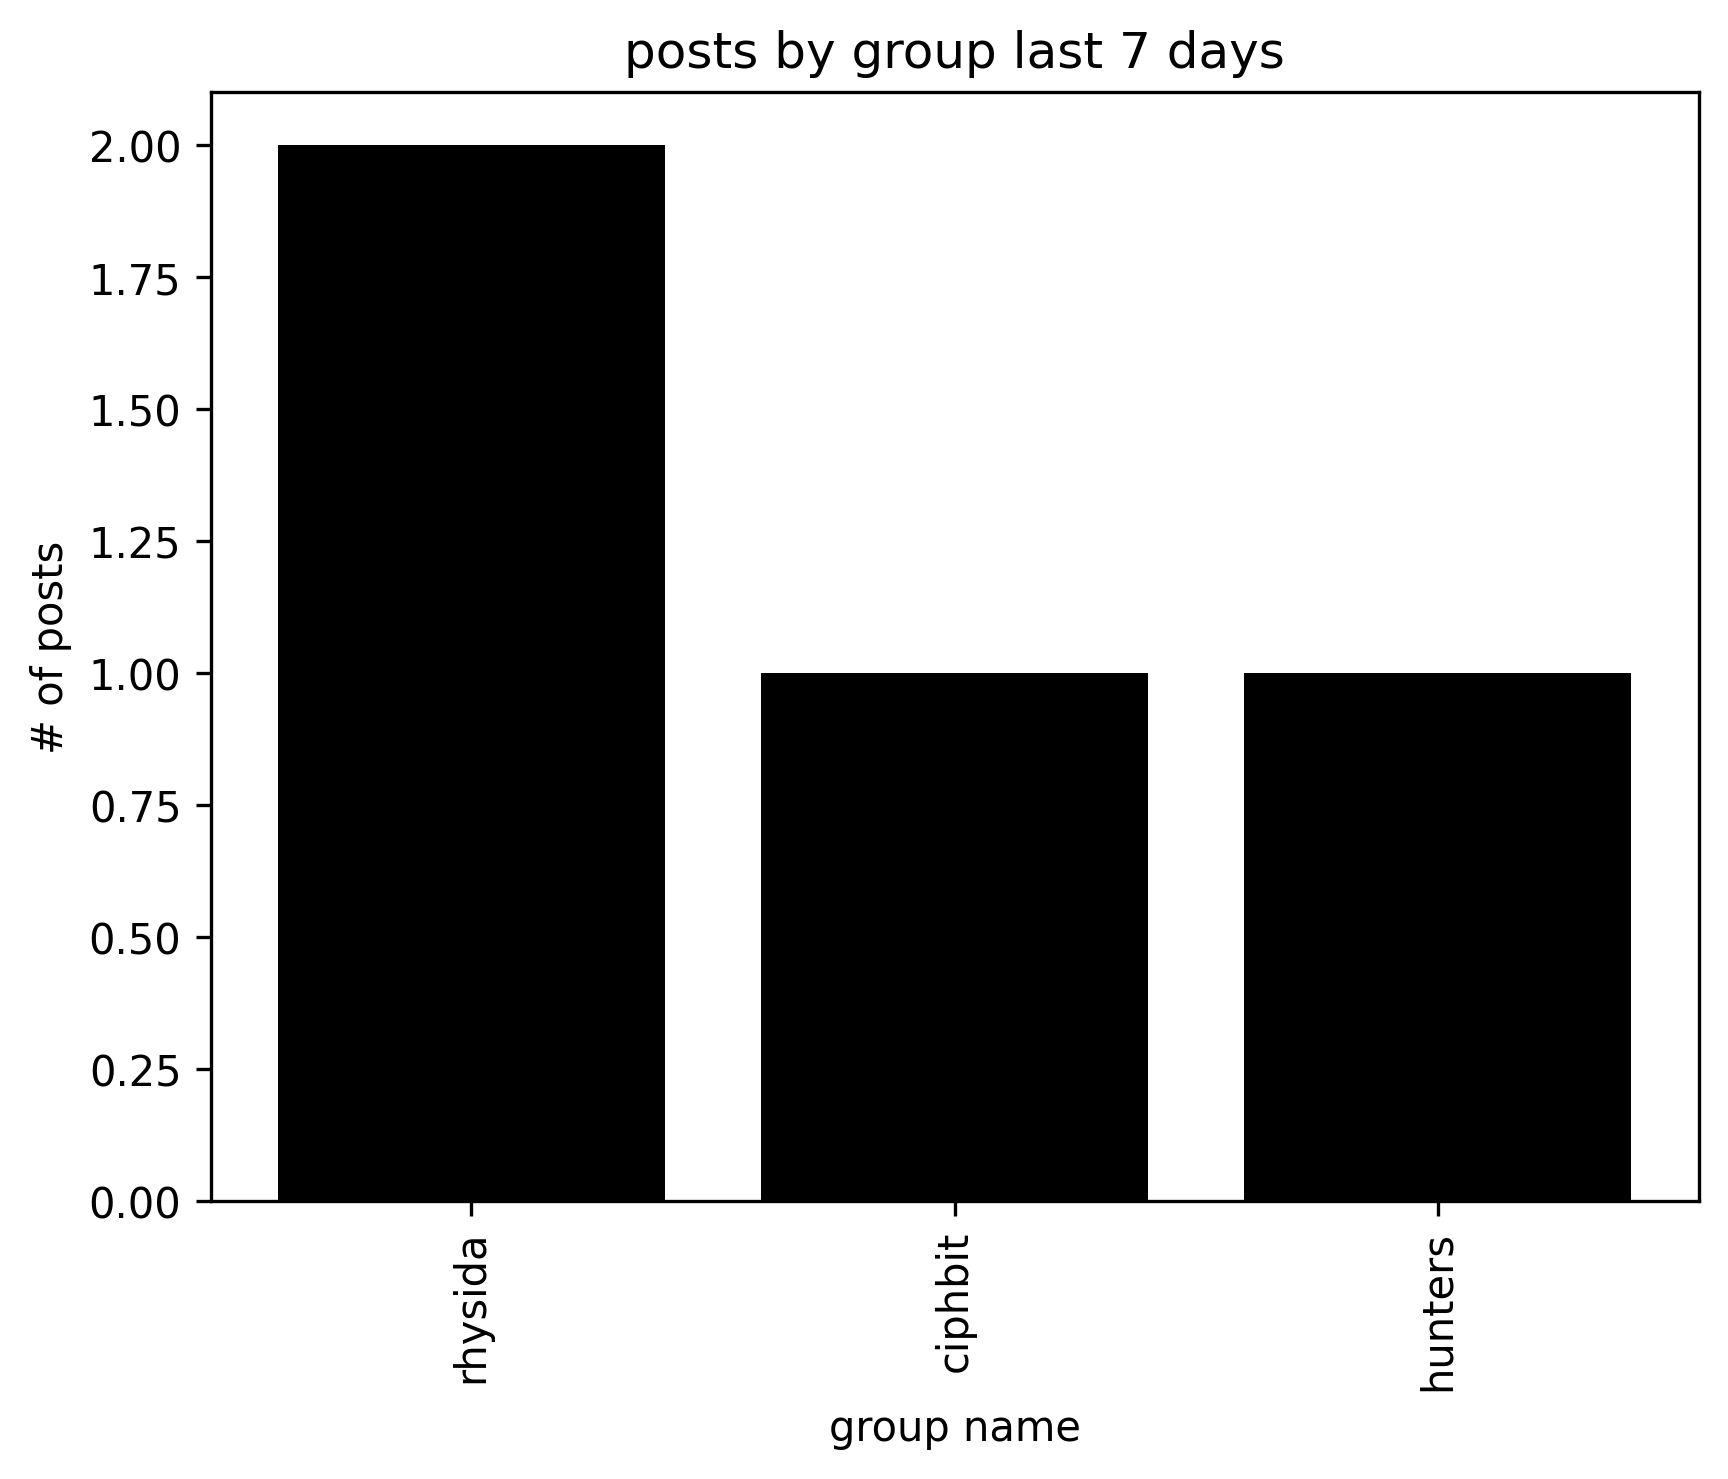 posts by group last 7 days
2.00
1.75
1.50
1.25
1.00
0.75
0.50
0.25
0.00
# of posts
rhysida
ciphbit
hunters
group name